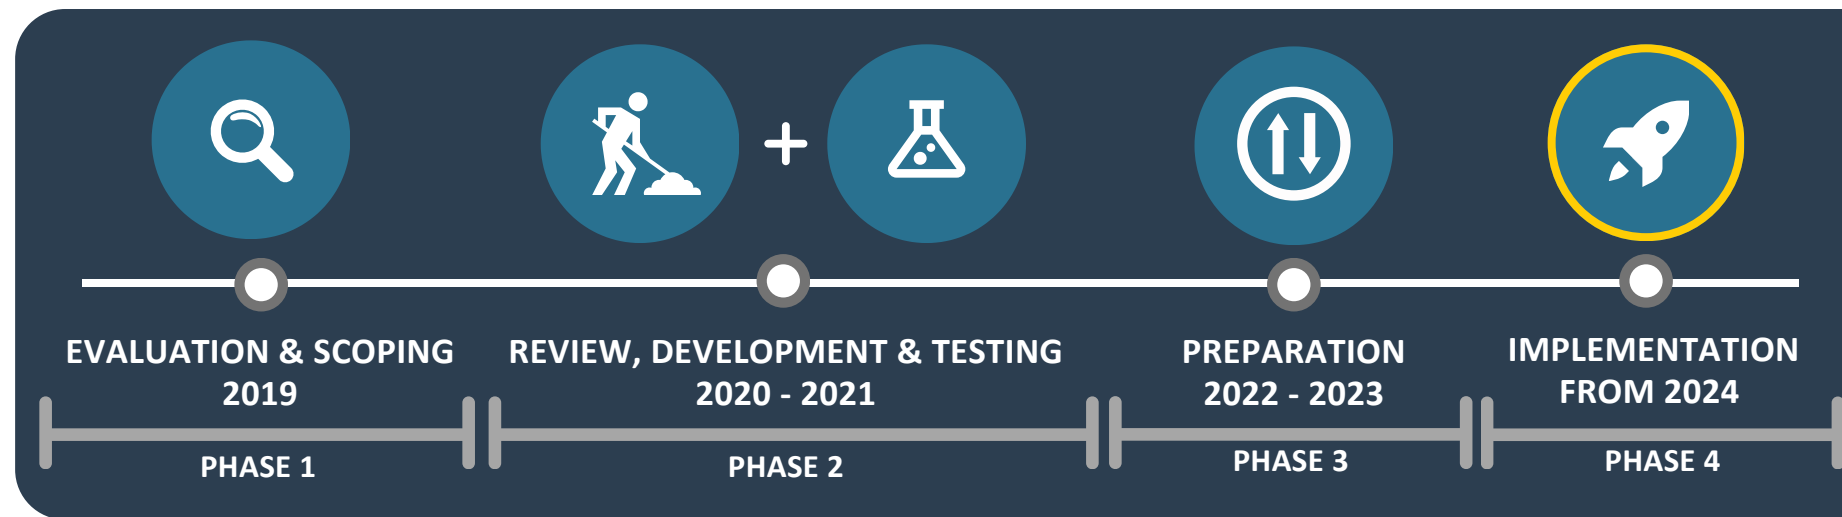 EVALUATION & SCOPING
2019
PHASE 1
REVIEW, DEVELOPMENT & TESTING
2020 - 2021
PHASE 2
PREPARATION
2022 - 2023
PHASE 3
IMPLEMENTATION
FROM 2024
PHASE 4